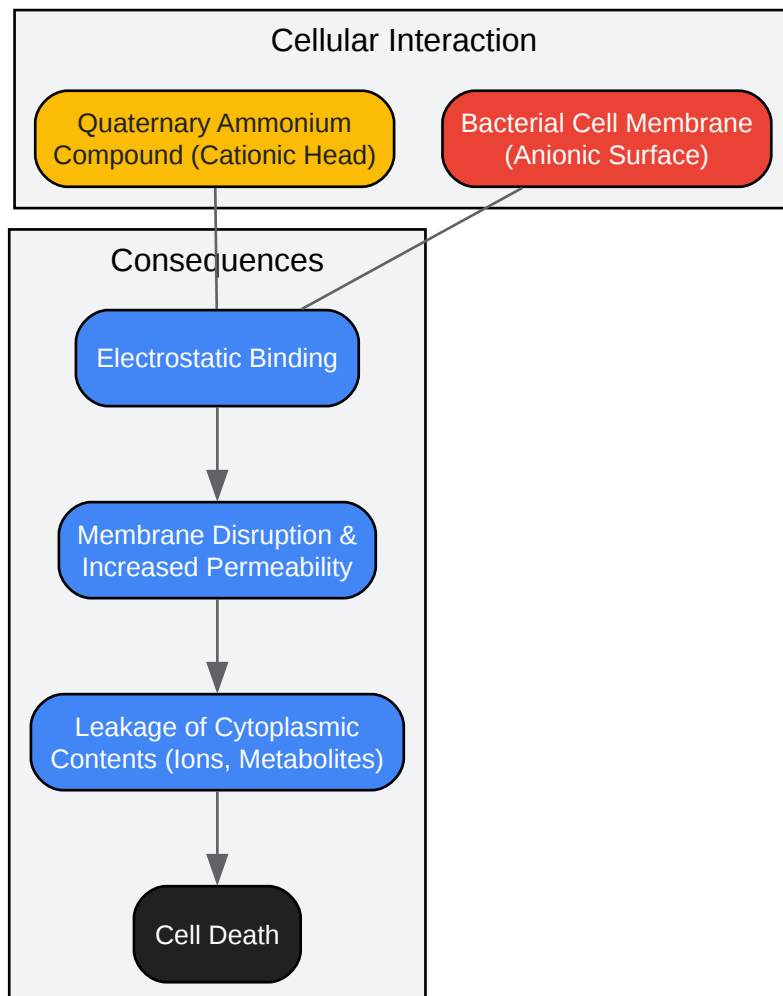 Cellular Interaction
Quaternary Ammonium
Compound (Cationic Head)
Bacterial Cell Membrane
(Anionic Surface)
Consequences
Electrostatic Binding
Membrane Disruption &
Increased Permeability
Leakage of Cytoplasmic
Contents (Ions, Metabolites)
Cell Death